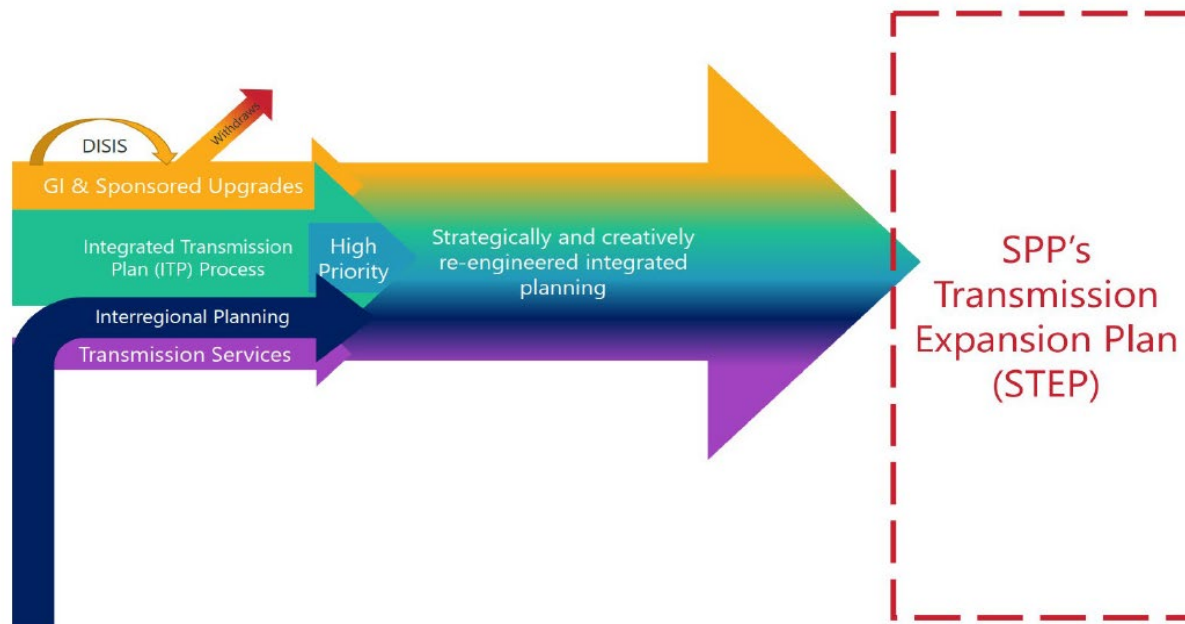 DISIS
Withdraws
GI & Sponsored Upgrades
Integrated Transmission
Plan (ITP) Process
High
Priority
Interregional Planning
Transmission Services
Strategically and creatively
re-engineered integrated
planning
SPP's
Transmission
Expansion Plan
(STEP)